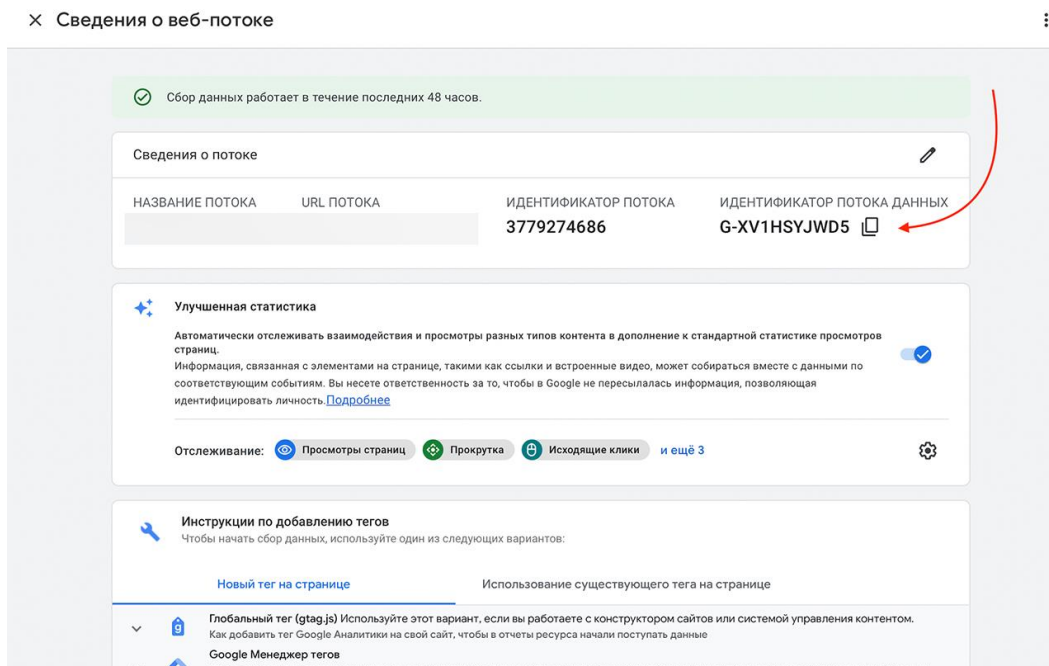 Сведения о веб-потоке
Сбор данных работает в течение последних 48 часов.
Сведения о потоке
НАЗВАНИЕ ПОТОКА URL ПОТОКА ИДЕНТИФИКАТОР ПОТОКА ИДЕНТИФИКАТОР ПОТОКА ДАННЫХ
3779274686 G-XV1HSYJWD5
Улучшенная статистика
Автоматически отслеживать взаимодействия и просмотры разных типов контента в дополнение к стандартной статистике просмотров
страниц.
Информация, связанная с элементами на странице, такими как ссылки и встроенные видео, может собираться вместе с данными по
соответствующим событиям. Вы несете ответственность за то, чтобы в Google не пересылалась информация, позволяющая
идентифицировать личность.Подробнее
Отслеживание: Просмотры страниц Прокрутка Исходящие клики и ещё 3
Инструкции по добавлению тегов
Чтобы начать сбор данных, используйте один из следующих вариантов:
Новый тег на странице Использование существующего тега на странице
Глобальный тег (gtag.js) Используйте этот вариант, если вы работаете с конструктором сайтов или системой управления контентом.
Как добавить тег Google Аналитики на свой сайт, чтобы в отчеты ресурса начали поступать данные
Google Менеджер тегов